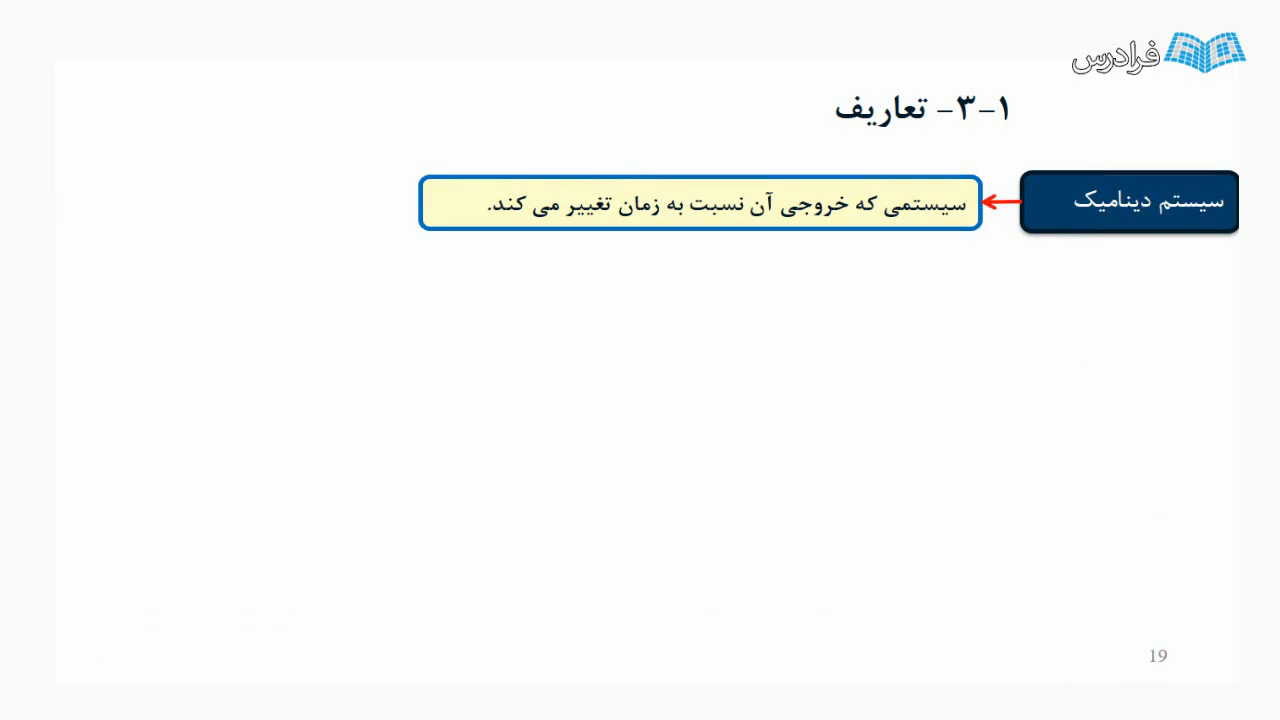 فرادرس
۱-۳- تعاریف
سیستم دینامیک
سیستمی که خروجی آن نسبت به زمان تغییر می کند.
19